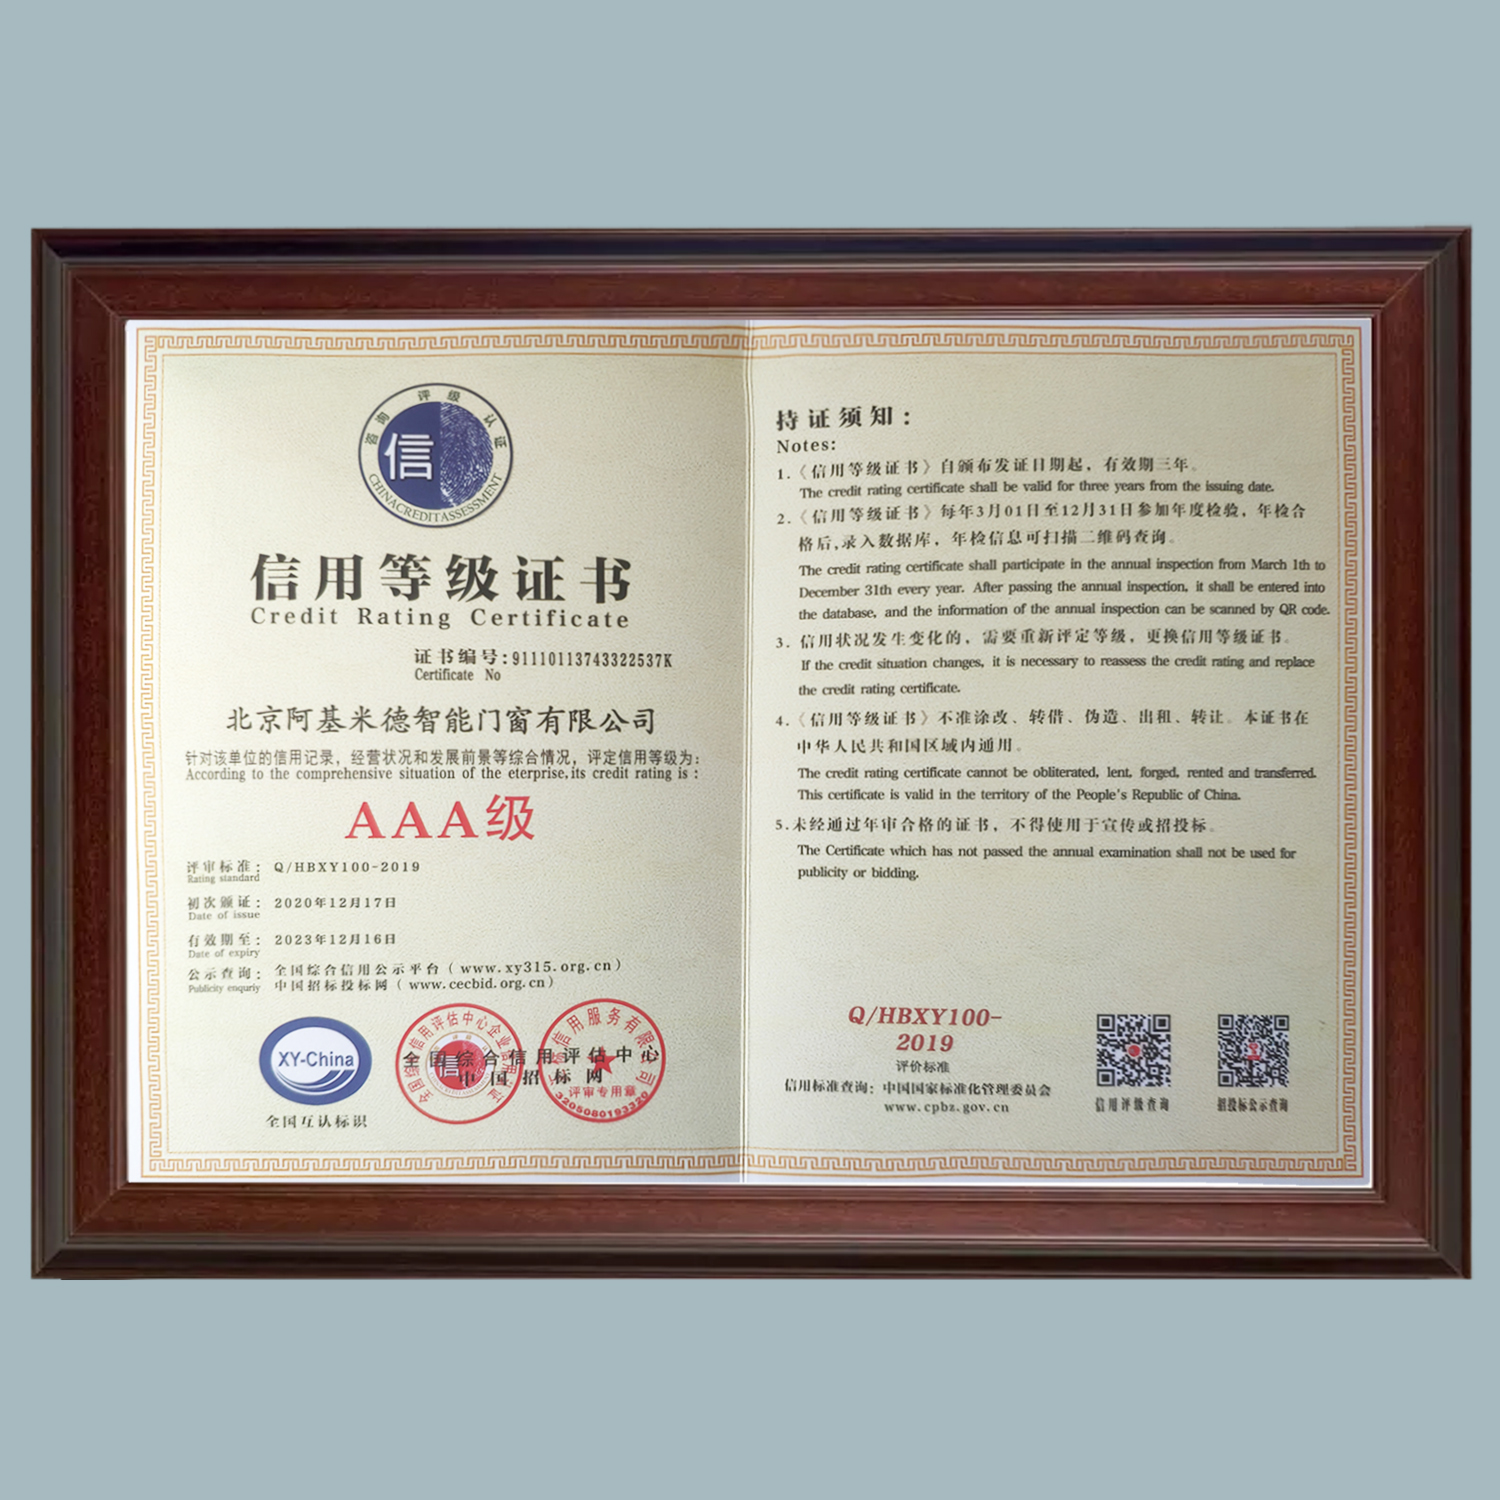 咨询 评级 认证
信
CHINACREDITASSESSMENT
信用等级证书
Credit Rating Certificate
证书编号:91110113743322537K
Certificate No
北京阿基米德智能门窗有限公司
针对该单位的信用记录，经营状况和发展前景等综合情况，评定信用等级为:
According to the comprehensive situation of the eterprise,its credit rating is :
AAA级
评审标准: Q/HBXY100-2019
Rating standard
初次颁证: 2020年12月17日
Date of issue
有效期至: 2023年12月16日
Date of expiry
公示查询: 全国综合信用公示平台(www.xy315.org.cn)
Publicity enquriy 中国招标投标网(www.cecbid.org.cn)
XY-China
全国互认标识
全国综合信用评估中心
中国招标网
评审专用章
3205080193320
持证须知:
Notes:
1.《信用等级证书》自颁布发证日期起，有效期三年。
The credit rating certificate shall be valid for three years from the issuing date.
2.《信用等级证书》每年3月01日至12月31日参加年度检验，年检合
格后,录入数据库，年检信息可扫描二维码查询。
The credit rating certificate shall participate in the annual inspection from March 1th to
December 31th every year. After passing the annual inspection, it shall be entered into
the database, and the information of the annual inspection can be scanned by QR code.
3. 信用状况发生变化的，需要重新评定等级，更换信用等级证书。
If the credit situation changes, it is necessary to reassess the credit rating and replace
the credit rating certificate.
4.《信用等级证书》不准涂改、转借、伪造、出租、转让。本证书在
中华人民共和国区域内通用。
The credit rating certificate cannot be obliterated, lent, forged, rented and transferred.
This certificate is valid in the territory of the People's Republic of China.
5.未经通过年审合格的证书，不得使用于宣传或招投标。
The Certificate which has not passed the annual examination shall not be used for
publicity or bidding.
Q/HBXY100-
2019
评价标准
信用标准查询: 中国国家标准化管理委员会
www.cpbz.gov.cn
信用评级查询
招投标公示查询